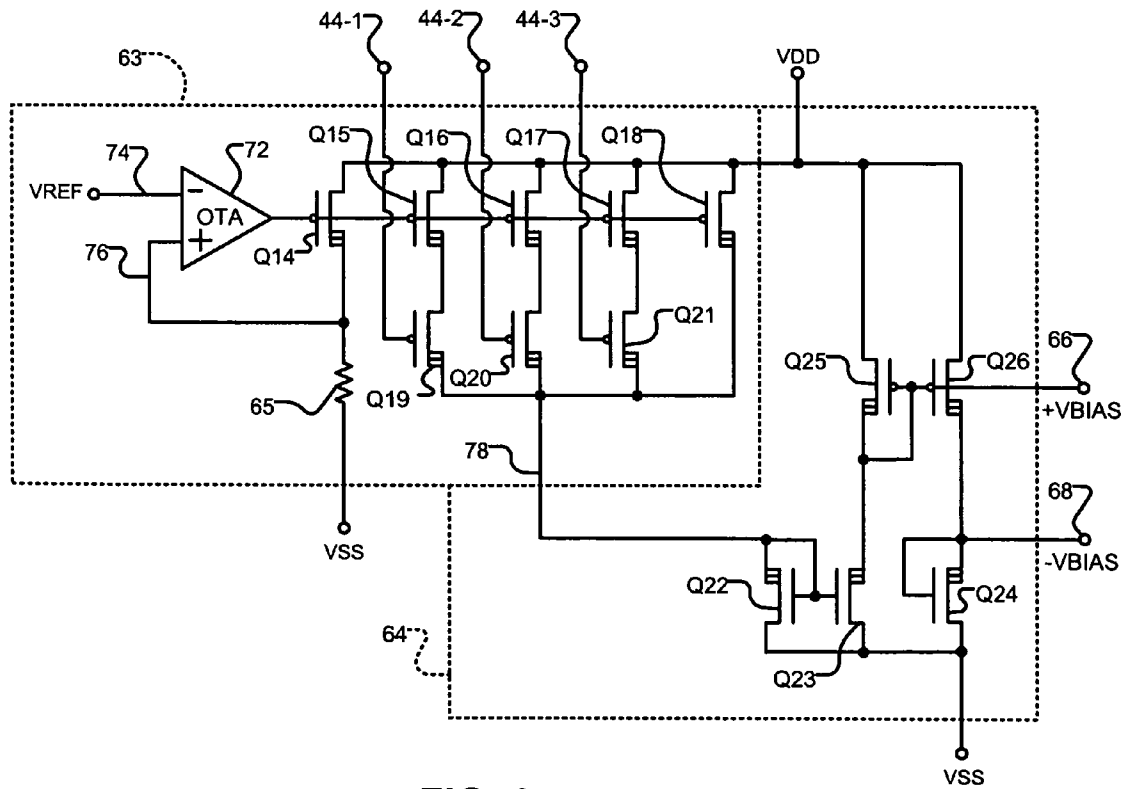 44-1
44-2
44-3
63
VDD
Q15
Q16
Q17
Q18
74
72
VREF
-
OTA
+
76
Q14
Q21
Q25
Q26
66
65
Q19
Q20
+VBIAS
78
68
VSS
-VBIAS
Q22
Q24
64
Q23
VSS